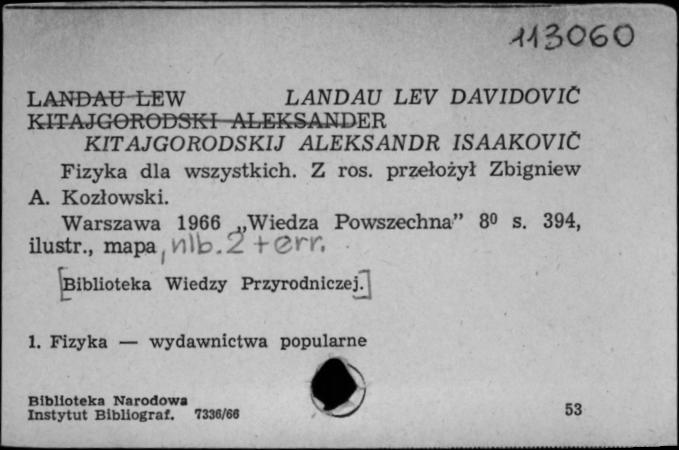 113060
LANDAU LEW LANDAU LEV DAVIDOVIČ
KITAJGORODSKI ALEKSANDER
KITAJGORODSKIJ ALEKSANDR ISAAKOVIČ
Fizyka dla wszystkich. Z ros. przełożył Zbigniew
A. Kozłowski.
Warszawa 1966 „Wiedza Powszechna” 8⁰ s. 394,
ilustr., mapa, nlb. 2 + err.
[Biblioteka Wiedzy Przyrodniczej.]
1. Fizyka — wydawnictwa popularne
Biblioteka Narodowa
Instytut Bibliograf. 7336/66 53